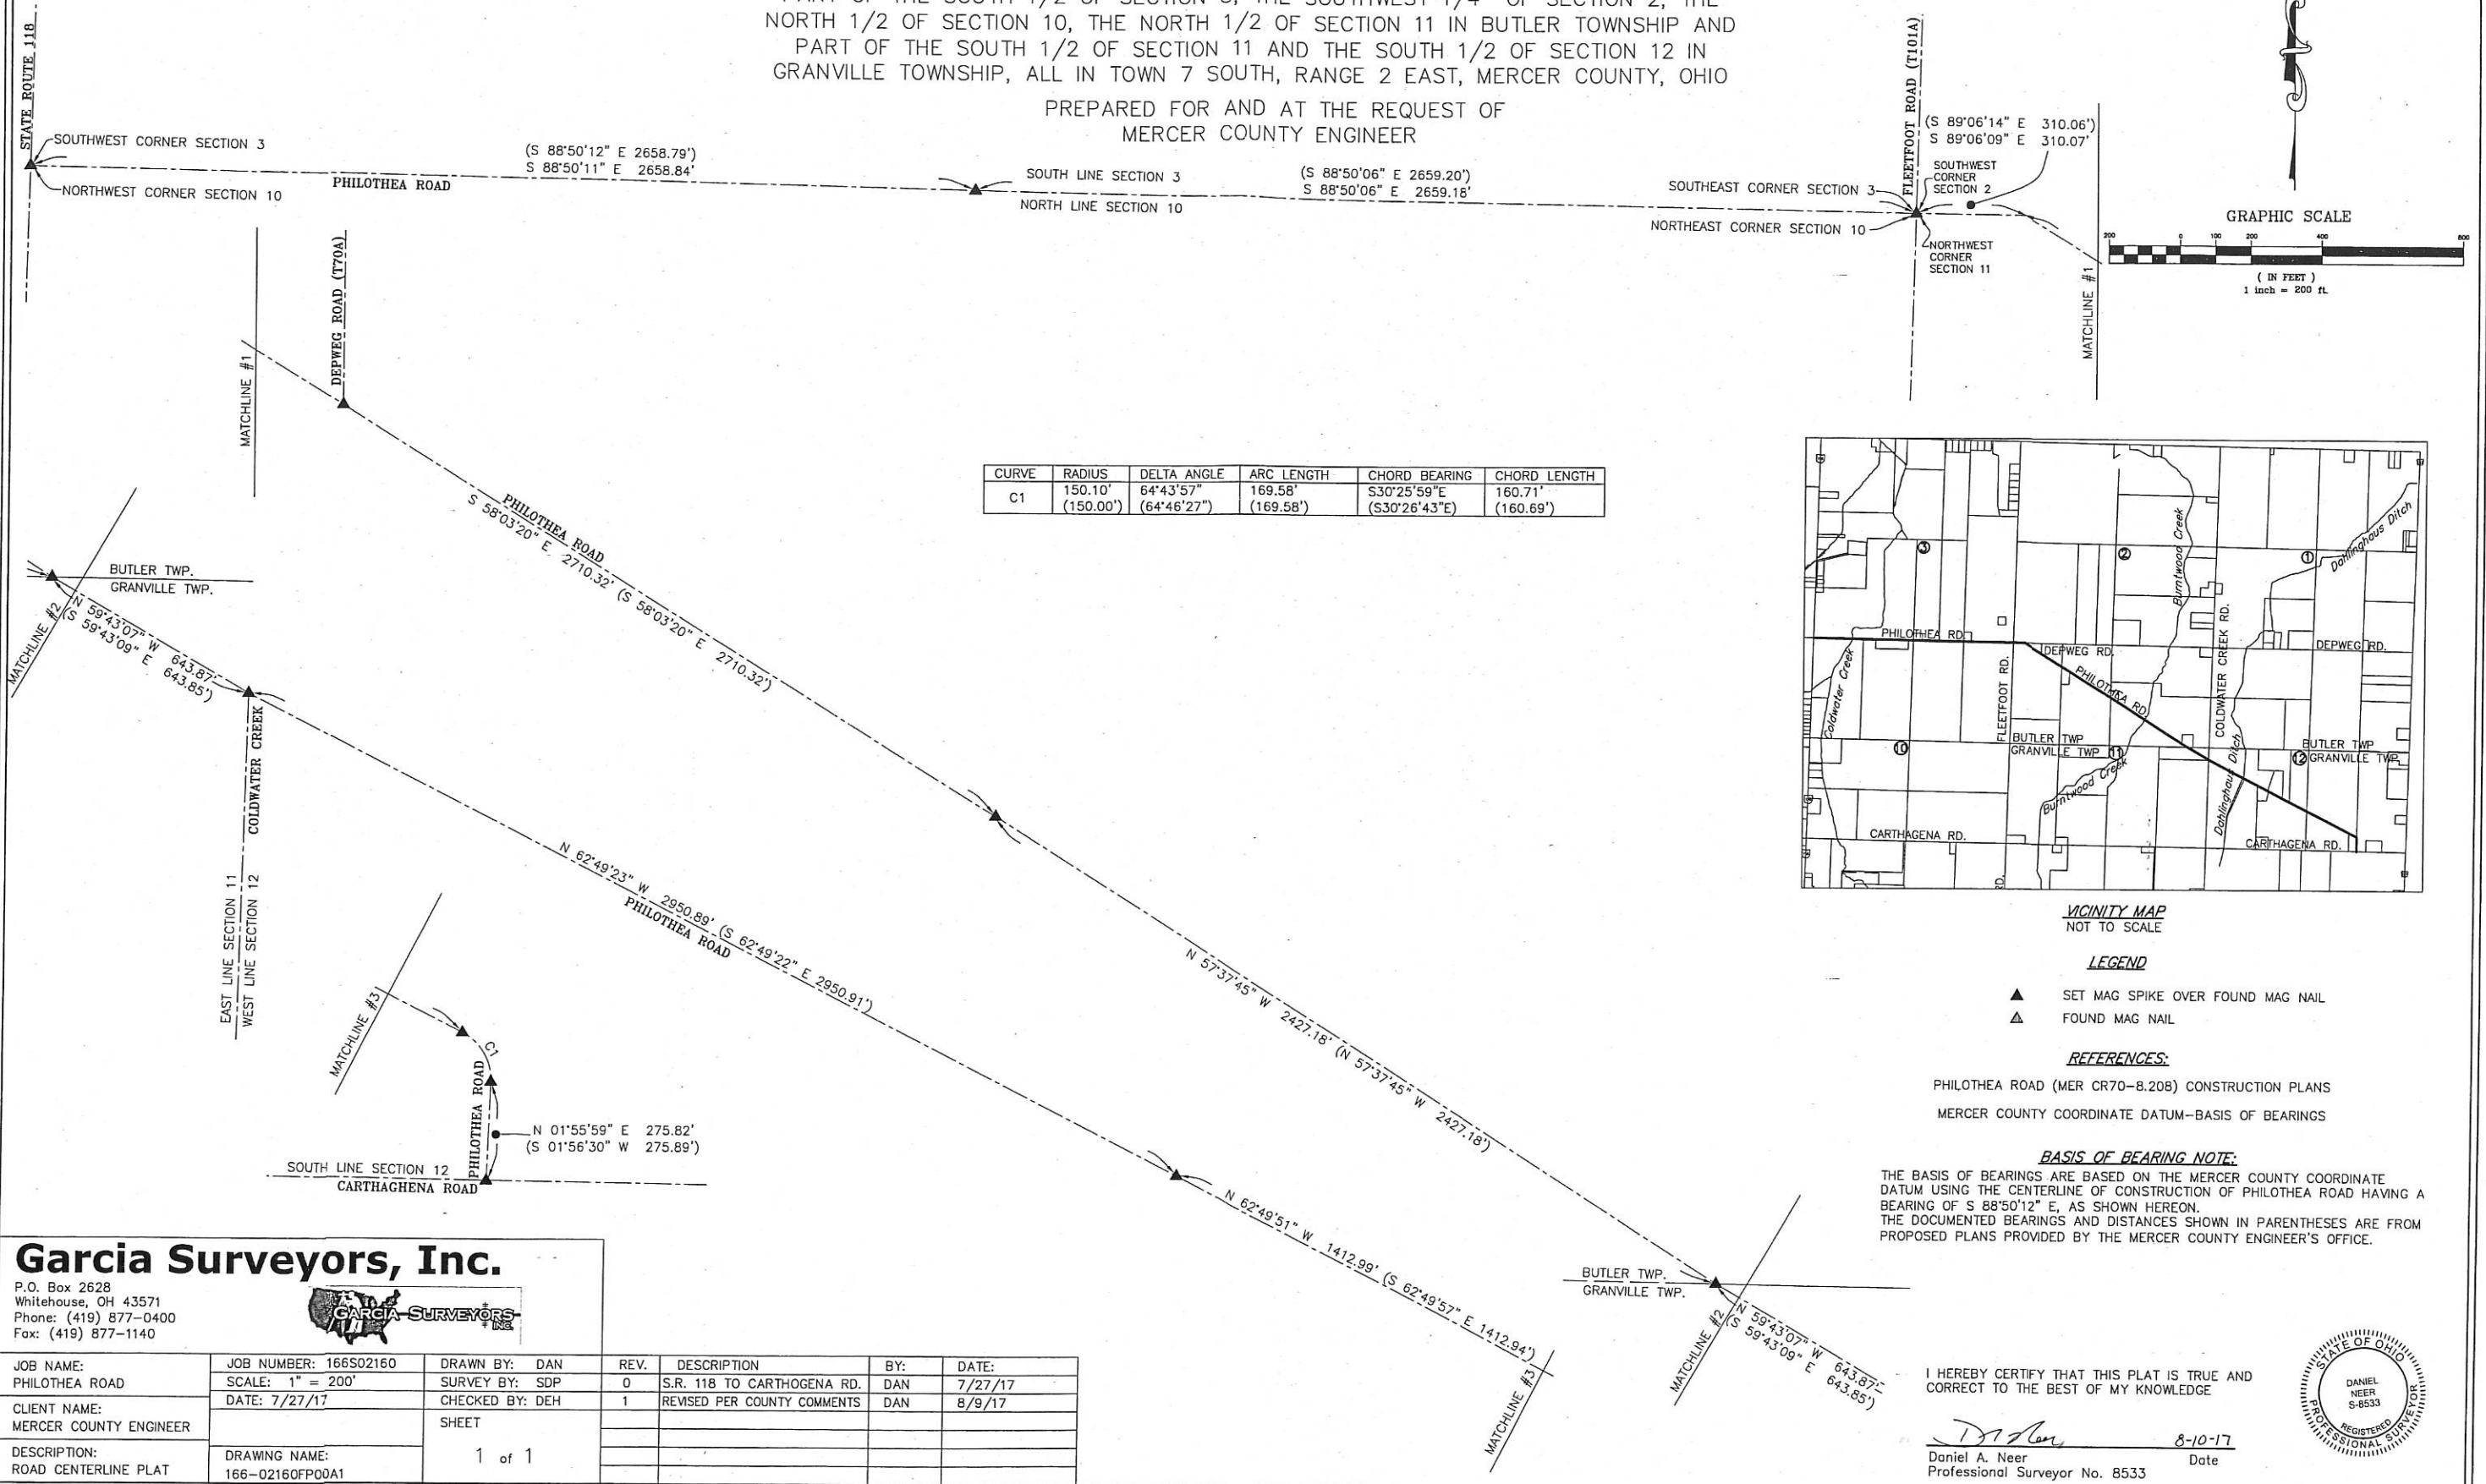 PART OF THE SOUTH 1/2 OF SECTION 3, THE SOUTHWEST 1/4 OF SECTION 2, THE
NORTH 1/2 OF SECTION 10, THE NORTH 1/2 OF SECTION 11 IN BUTLER TOWNSHIP AND
PART OF THE SOUTH 1/2 OF SECTION 11 AND THE SOUTH 1/2 OF SECTION 12 IN
GRANVILLE TOWNSHIP, ALL IN TOWN 7 SOUTH, RANGE 2 EAST, MERCER COUNTY, OHIO
PREPARED FOR AND AT THE REQUEST OF
MERCER COUNTY ENGINEER
STATE ROUTE 118
SOUTHWEST CORNER SECTION 3
NORTHWEST CORNER SECTION 10
(S 88°50'12" E 2658.79')
S 88°50'11" E 2658.84'
PHILOTHEA ROAD
SOUTH LINE SECTION 3
NORTH LINE SECTION 10
(S 88°50'06" E 2659.20')
S 88°50'06" E 2659.18'
SOUTHEAST CORNER SECTION 3
NORTHEAST CORNER SECTION 10
FLEETFOOT ROAD (T101A)
(S 89°06'14" E 310.06')
S 89°06'09" E 310.07'
SOUTHWEST
CORNER
SECTION 2
NORTHWEST
CORNER
SECTION 11
MATCHLINE #1
GRAPHIC SCALE
200 0 100 200 400 800
( IN FEET )
1 inch = 200 ft.
MATCHLINE #1
DEPWEG ROAD (T70A)
PHILOTHEA ROAD
S 58°03'20" E 2710.32' (S 58°03'20" E 2710.32')
CURVE RADIUS DELTA ANGLE ARC LENGTH CHORD BEARING CHORD LENGTH
C1 150.10' 64°43'57" 169.58' S30°25'59"E 160.71'
(150.00') (64°46'27") (169.58') (S30°26'43"E) (160.69')
BUTLER TWP.
GRANVILLE TWP.
MATCHLINE #2
N 59°43'07" W 643.87'
(S 59°43'09" E 643.85')
COLDWATER CREEK
EAST LINE SECTION 11
WEST LINE SECTION 12
N 62°49'23" W 2950.89' (S 62°49'22" E 2950.91')
PHILOTHEA ROAD
N 57°37'45" W 2427.18' (N 57°37'45" W 2427.18')
MATCHLINE #3
C1
PHILOTHEA ROAD
N 01°55'59" E 275.82'
(S 01°56'30" W 275.89')
SOUTH LINE SECTION 12
CARTHAGHENA ROAD
N 62°49'51" W 1412.99' (S 62°49'57" E 1412.94')
MATCHLINE #3
BUTLER TWP.
GRANVILLE TWP.
MATCHLINE #2
N 59°43'07" W 643.87'
(S 59°43'09" E 643.85')
3
2
1
Burntwood Creek
Dahlinghaus Ditch
PHILOTHEA RD.
DEPWEG RD.
DEPWEG RD.
Coldwater Creek
FLEETFOOT RD.
PHILOTHEA RD.
COLDWATER CREEK RD.
10
BUTLER TWP
GRANVILLE TWP
11
Burntwood Creek
Dahlinghaus Ditch
12
BUTLER TWP
GRANVILLE TWP
CARTHAGENA RD.
CARTHAGENA RD.
RD.
VICINITY MAP
NOT TO SCALE
LEGEND
SET MAG SPIKE OVER FOUND MAG NAIL
FOUND MAG NAIL
REFERENCES:
PHILOTHEA ROAD (MER CR70-8.208) CONSTRUCTION PLANS
MERCER COUNTY COORDINATE DATUM-BASIS OF BEARINGS
BASIS OF BEARING NOTE:
THE BASIS OF BEARINGS ARE BASED ON THE MERCER COUNTY COORDINATE
DATUM USING THE CENTERLINE OF CONSTRUCTION OF PHILOTHEA ROAD HAVING A
BEARING OF S 88°50'12" E, AS SHOWN HEREON.
THE DOCUMENTED BEARINGS AND DISTANCES SHOWN IN PARENTHESES ARE FROM
PROPOSED PLANS PROVIDED BY THE MERCER COUNTY ENGINEER'S OFFICE.
Garcia Surveyors, Inc.
P.O. Box 2628
Whitehouse, OH 43571
Phone: (419) 877-0400
Fax: (419) 877-1140
GARCIA SURVEYORS INC.
JOB NAME:
PHILOTHEA ROAD
CLIENT NAME:
MERCER COUNTY ENGINEER
DESCRIPTION:
ROAD CENTERLINE PLAT
JOB NUMBER: 166S02160
SCALE: 1" = 200'
DATE: 7/27/17
DRAWING NAME:
166-02160FP00A1
DRAWN BY: DAN
SURVEY BY: SDP
CHECKED BY: DEH
SHEET
1 of 1
REV. DESCRIPTION BY: DATE:
0 S.R. 118 TO CARTHOGENA RD. DAN 7/27/17
1 REVISED PER COUNTY COMMENTS DAN 8/9/17
I HEREBY CERTIFY THAT THIS PLAT IS TRUE AND
CORRECT TO THE BEST OF MY KNOWLEDGE
8-10-17
Daniel A. Neer Date
Professional Surveyor No. 8533
STATE OF OHIO
DANIEL
NEER
S-8533
REGISTERED
PROFESSIONAL SURVEYOR